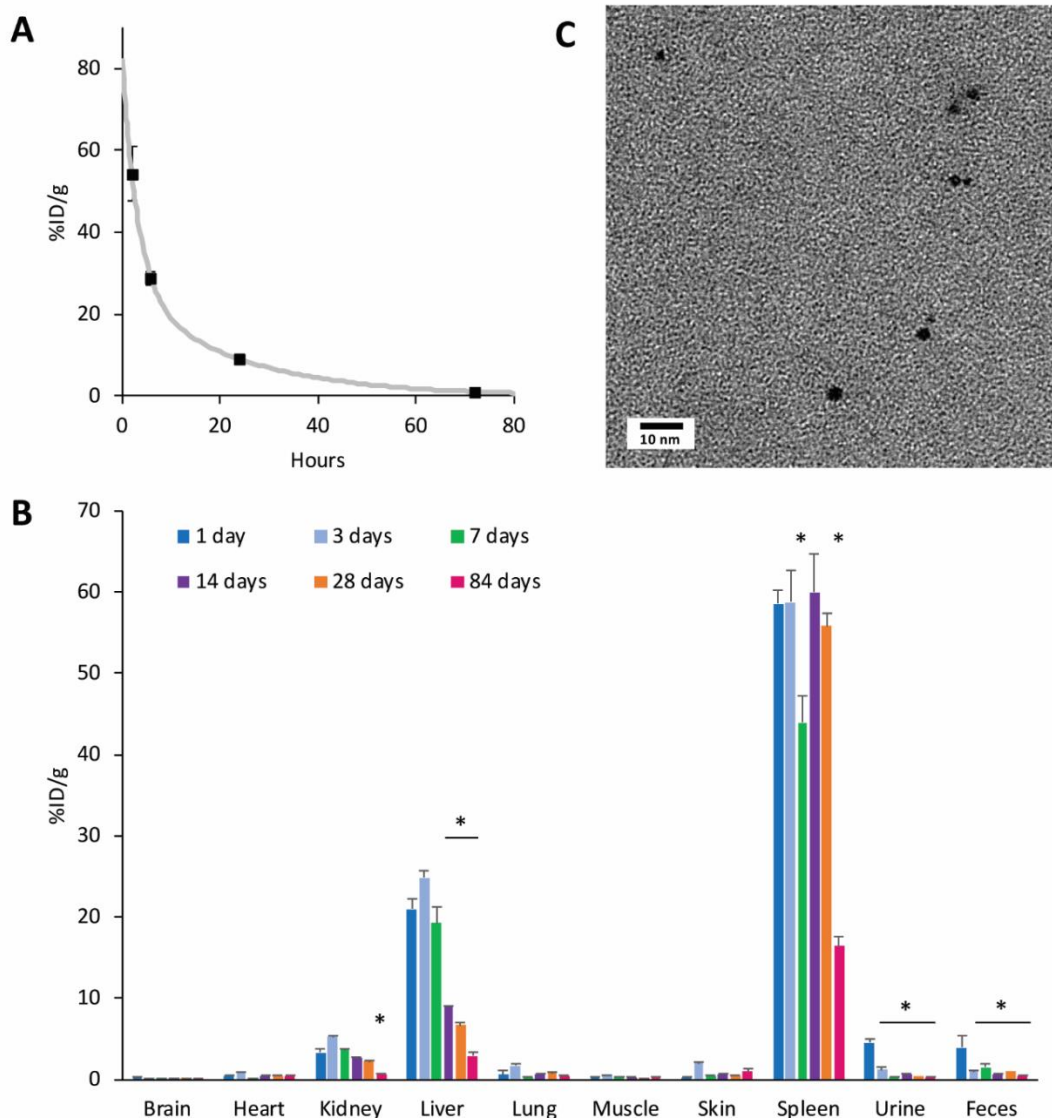 A
%ID/g
80
60
40
20
0
0 20 40 60 80
Hours
C
10 nm
B
%ID/g
70
60
50
40
30
20
10
0
1 day 3 days 7 days
14 days 28 days 84 days
* *
*
*
* *
Brain Heart Kidney Liver Lung Muscle Skin Spleen Urine Feces